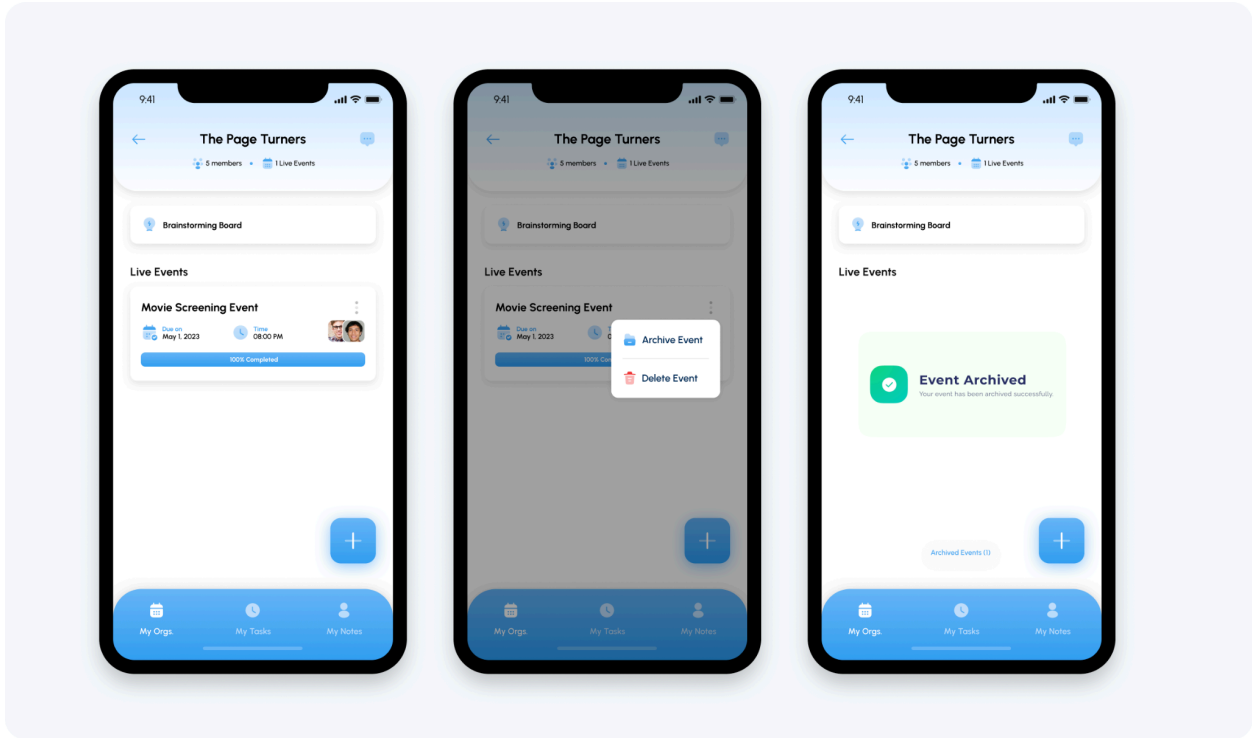 9:41
The Page Turners
5 members • 1 Live Events
Brainstorming Board
Live Events
Movie Screening Event
Due on
May 1. 2023
Time
08:00 PM
100% Completed
My Orgs.
My Tasks
My Notes
9:41
The Page Turners
5 members • 1 Live Events
Brainstorming Board
Live Events
Movie Screening Event
Due on
May 1. 2023
Archive Event
Delete Event
My Orgs.
My Tasks
My Notes
9:41
The Page Turners
5 members • 1 Live Events
Brainstorming Board
Live Events
Event Archived
Your event has been archived successfully.
Archived Events (1)
My Orgs.
My Tasks
My Notes